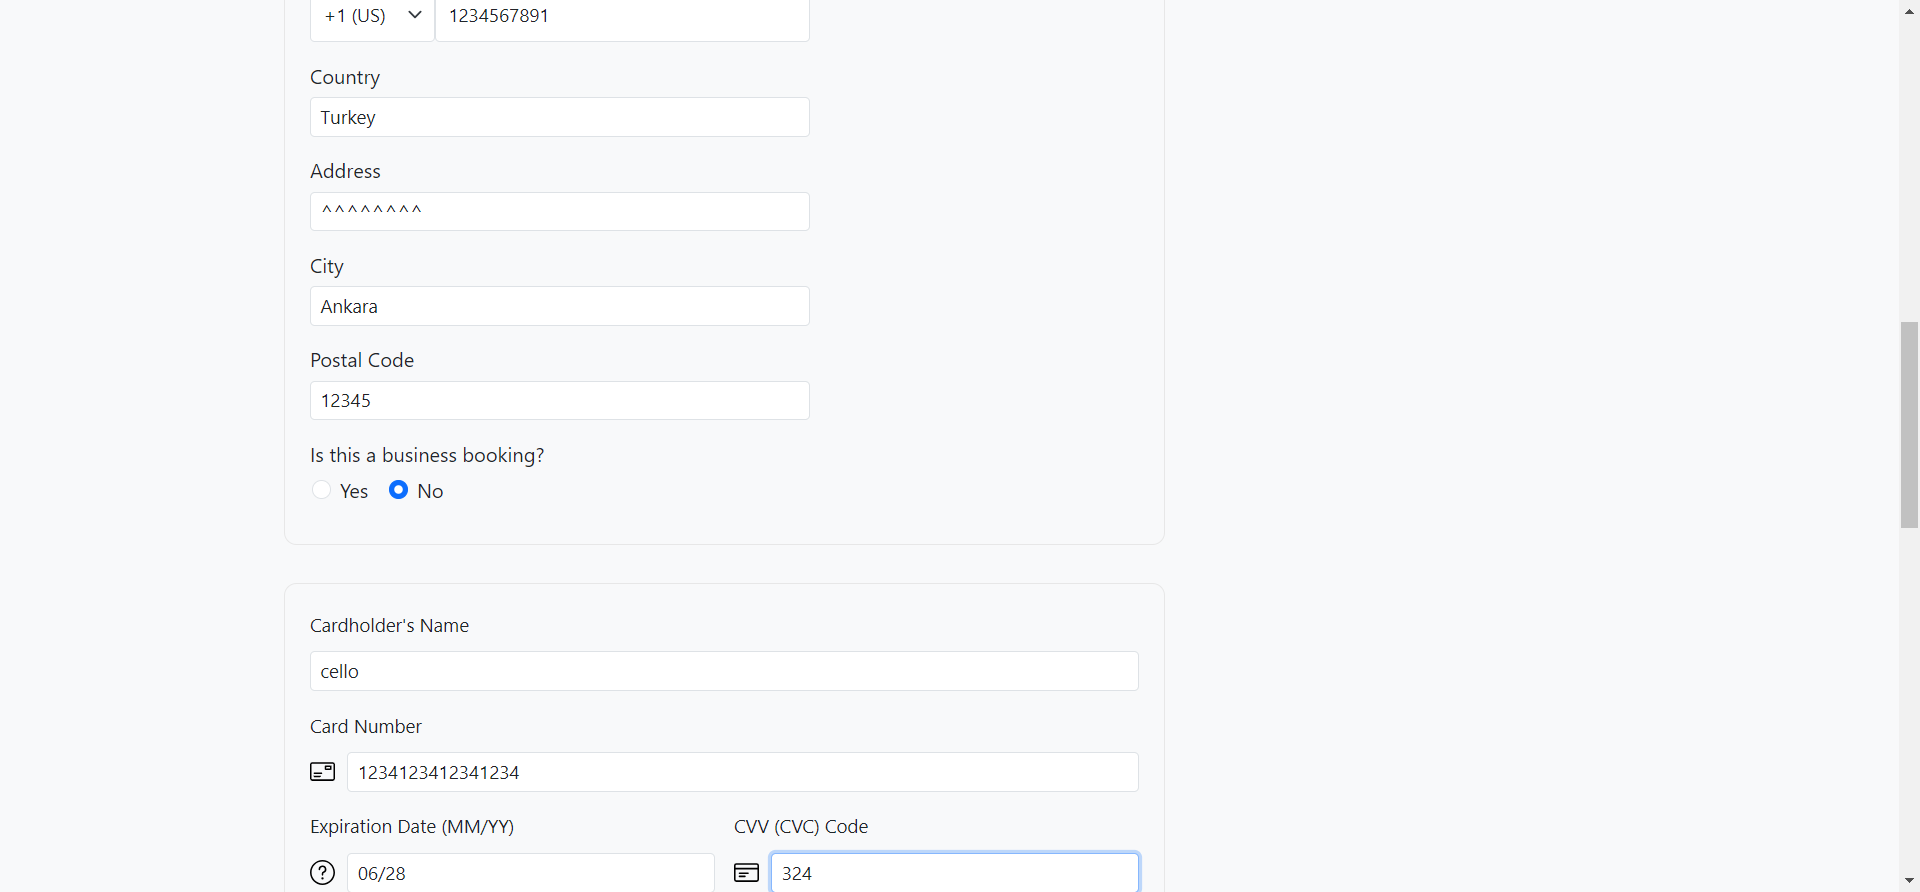 +1 (US) 1234567891
Country
Turkey
Address
^^^^^^^^
City
Ankara
Postal Code
12345
Is this a business booking?
Yes No
Cardholder's Name
cello
Card Number
1234123412341234
Expiration Date (MM/YY) CVV (CVC) Code
06/28 324